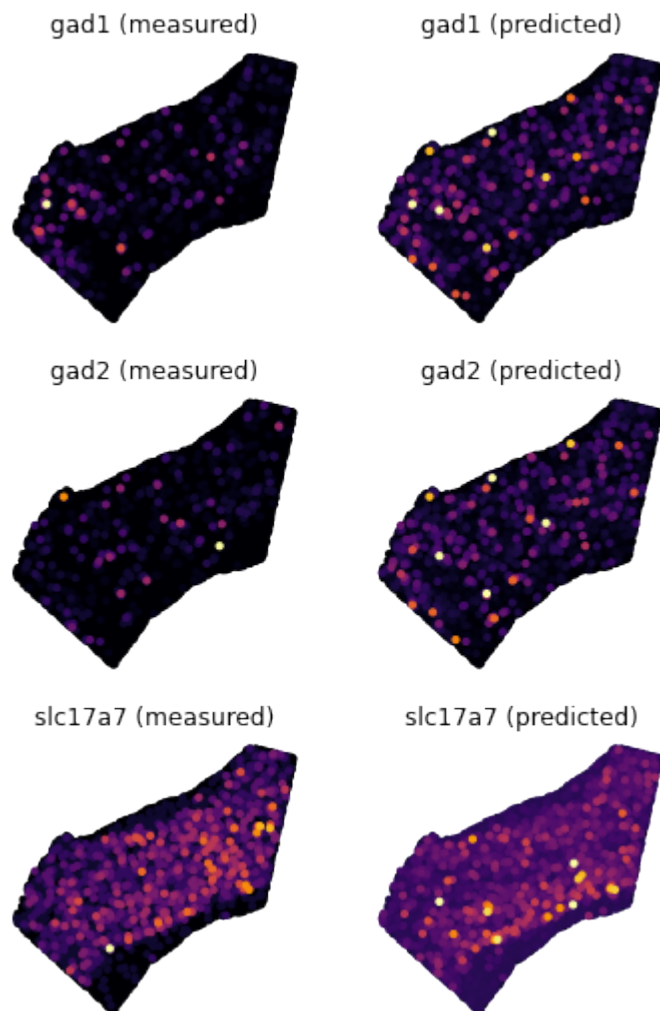 gad1 (measured)
gad1 (predicted)
gad2 (measured)
gad2 (predicted)
slc17a7 (measured)
slc17a7 (predicted)